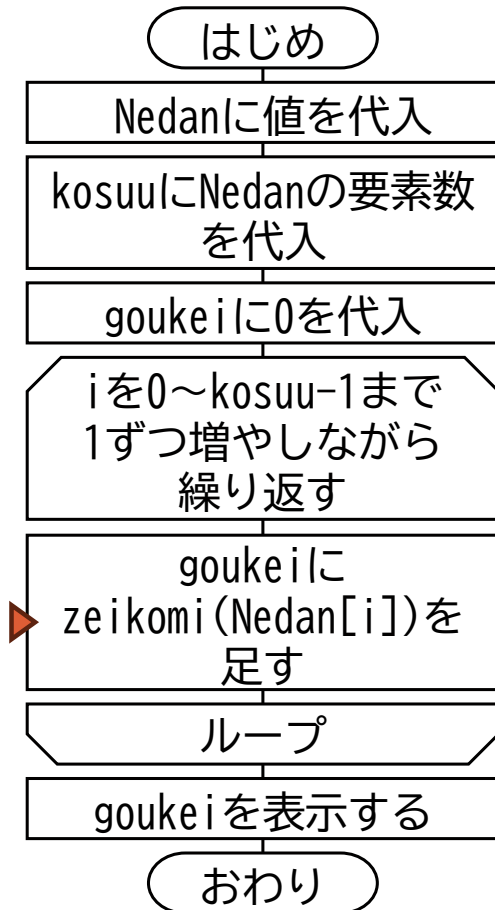 はじめ
Nedanに値を代入
kosuuにNedanの要素数
を代入
goukeiに0を代入
iを0～kosuu-1まで
1ずつ増やしながら
繰り返す
goukeiに
zeikomi(Nedan[i])を
足す
ループ
goukeiを表示する
おわり